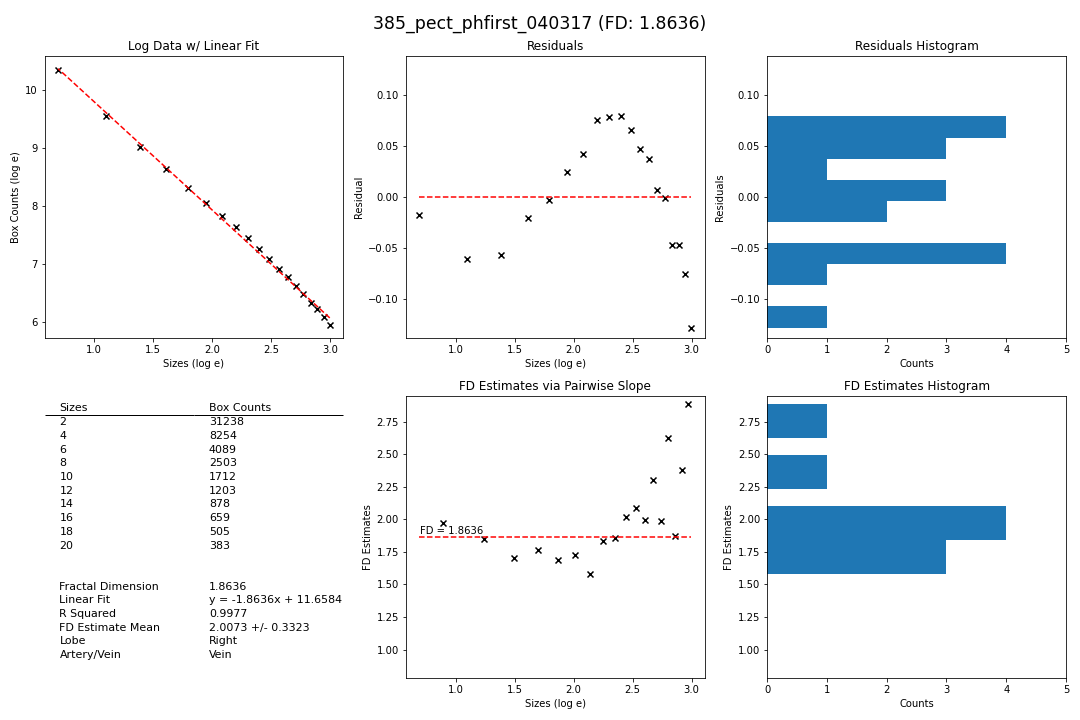 385_pect_phfirst_040317 (FD: 1.8636)
Log Data w/ Linear Fit
Box Counts (log e)
10
9
8
7
6
1.0 1.5 2.0 2.5 3.0
Sizes (log e)
Residuals
Residual
0.10
0.05
0.00
−0.05
−0.10
1.0 1.5 2.0 2.5 3.0
Sizes (log e)
Residuals Histogram
Residuals
0.10
0.05
0.00
−0.05
−0.10
0 1 2 3 4 5
Counts
Sizes Box Counts
2 31238
4 8254
6 4089
8 2503
10 1712
12 1203
14 878
16 659
18 505
20 383
Fractal Dimension 1.8636
Linear Fit y = -1.8636x + 11.6584
R Squared 0.9977
FD Estimate Mean 2.0073 +/- 0.3323
Lobe Right
Artery/Vein Vein
FD Estimates via Pairwise Slope
FD Estimates
2.75
2.50
2.25
2.00
1.75
1.50
1.25
1.00
FD = 1.8636
1.0 1.5 2.0 2.5 3.0
Sizes (log e)
FD Estimates Histogram
FD Estimates
2.75
2.50
2.25
2.00
1.75
1.50
1.25
1.00
0 1 2 3 4 5
Counts